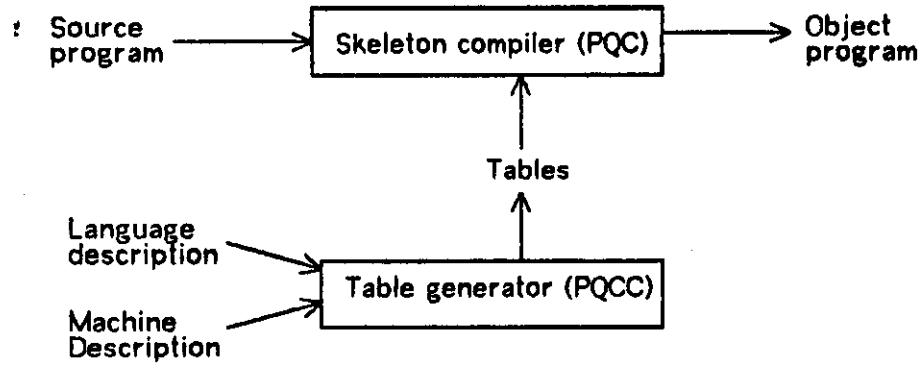 Source
program
Skeleton compiler (PQC)
Object
program
Tables
Language
description
Table generator (PQCC)
Machine
Description